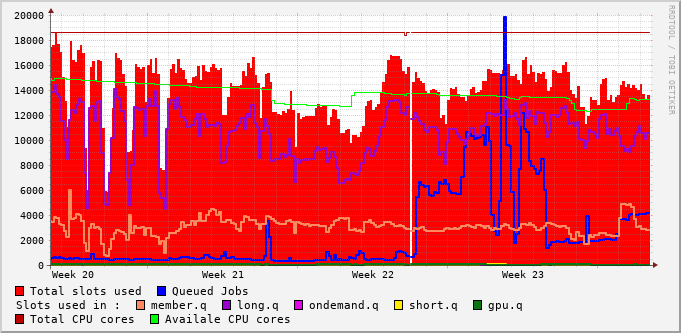 20000
18000
16000
14000
12000
10000
8000
6000
4000
2000
0
Week 20 Week 21 Week 22 Week 23
Total slots used Queued Jobs
Slots used in : member.q long.q ondemand.q short.q gpu.q
Total CPU cores Availale CPU cores
RRDTOOL / TOBI OETIKER